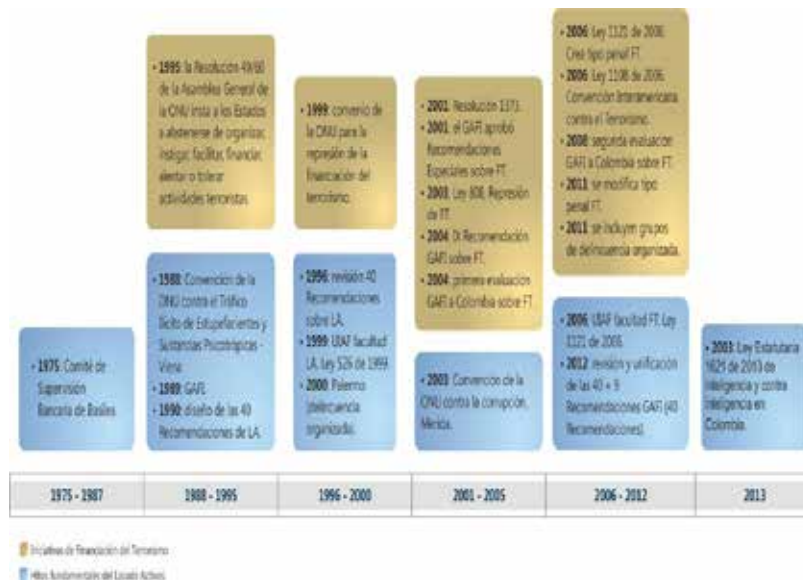 • 1995: la Resolución 49/60
de la Asamblea General de
la ONU insta a los Estados
a abstenerse de organizar,
instigar, facilitar, financiar,
alentar o tolerar
actividades terroristas.
• 1999: convenio de
la ONU para la
represión de la
financiación del
terrorismo.
• 2001: Resolución 1373.
• 2001: el GAFI aprobó
Recomendaciones
Especiales sobre FT.
• 2003: Ley 808, Represión
de FT.
• 2004: IX Recomendación
GAFI sobre FT.
• 2004: primera evaluación
GAFI a Colombia sobre FT.
• 2006: Ley 1121 de 2006.
Crea tipo penal FT.
• 2006: Ley 1108 de 2006.
Convención Interamericana
contra el Terrorismo.
• 2008: segunda evaluación
GAFI a Colombia sobre FT.
• 2011: se modifica tipo
penal FT.
• 2011: se incluyen grupos
de delincuencia organizada.
• 1975: Comité de
Supervisión
Bancaria de Basilea.
• 1988: Convención de la
ONU contra el Tráfico
Ilícito de Estupefacientes y
Sustancias Psicotrópicas -
Viena.
• 1989: GAFI.
• 1990: diseño de las 40
Recomendaciones de LA.
• 1996: revisión 40
Recomendaciones
sobre LA.
• 1999: UIAF facultad
LA. Ley 526 de 1999.
• 2000: Palermo
(delecuencia
organizada).
• 2003: Convención de la
ONU contra la corrupción,
Mérida.
• 2006: UIAF facultad FT. Ley
1121 de 2006.
• 2012: revisión y unificación
de las 40 + 9
Recomendaciones GAFI (40
Recomendaciones).
• 2003: Ley Estatutaria
1621 de 2013 de
inteligencia y contra
inteligencia en
Colombia.
1975 - 1987
1988 - 1995
1996 - 2000
2001 - 2005
2006 - 2012
2013
Iniciativas de Financiación del Terrorismo
Hitos fundamentales del Lavado Activos